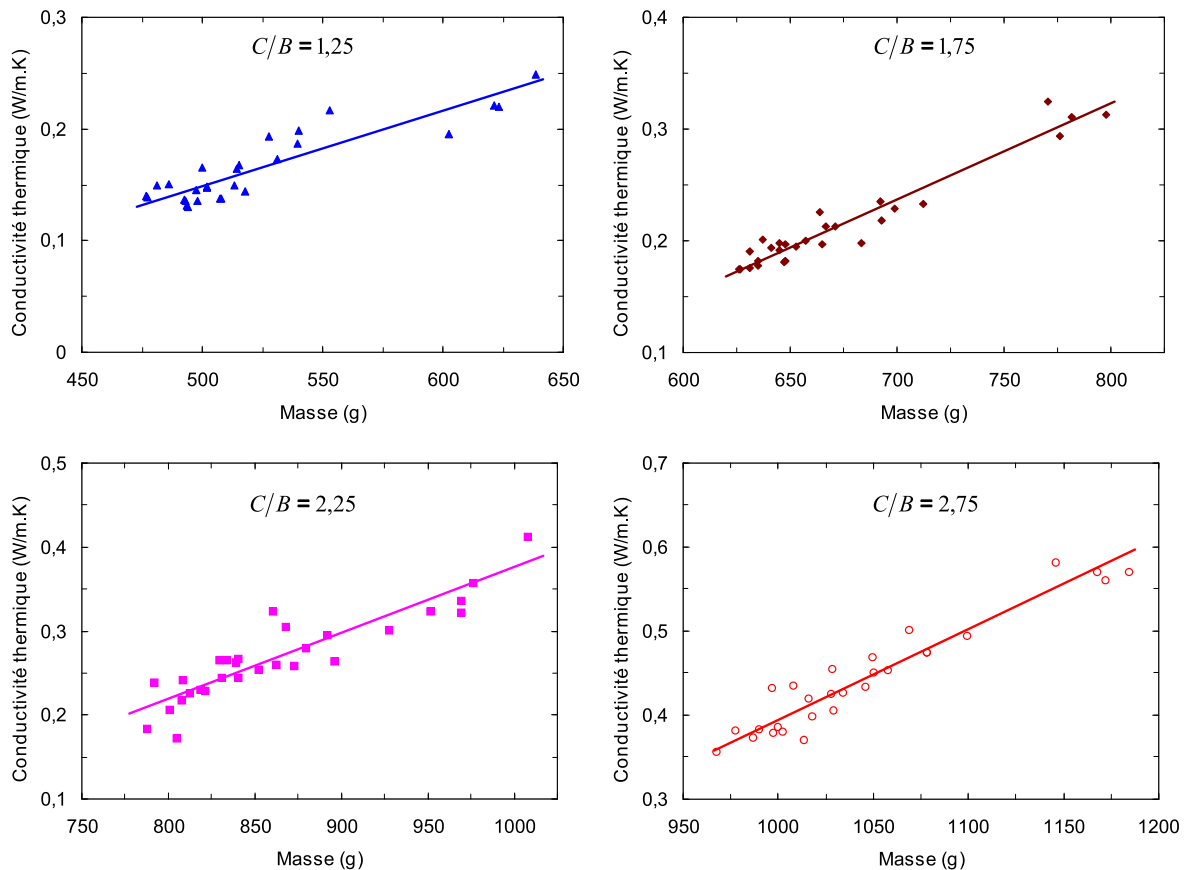 0,3
0,2
0,1
0
Conductivité thermique (W/m.K)
C/B = 1,25
450 500 550 600 650
Masse (g)
0,4
0,3
0,2
0,1
Conductivité thermique (W/m.K)
C/B = 1,75
600 650 700 750 800
Masse (g)
0,5
0,4
0,3
0,2
0,1
Conductivité thermique (W/m.K)
C/B = 2,25
750 800 850 900 950 1000
Masse (g)
0,7
0,6
0,5
0,4
0,3
Conductivité thermique (W/m.K)
C/B = 2,75
950 1000 1050 1100 1150 1200
Masse (g)